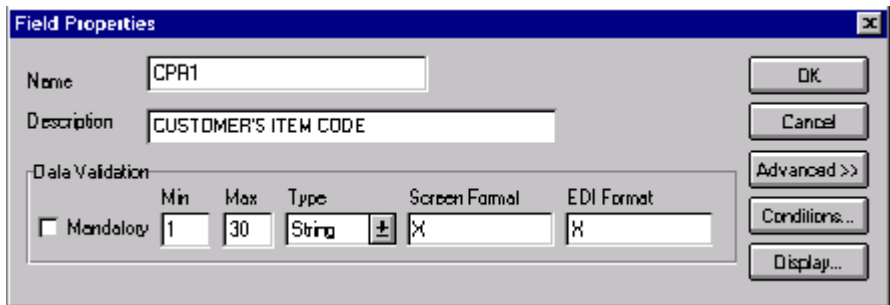 Field Properties
Name CPR1 OK
Description CUSTOMER'S ITEM CODE Cancel
Data Validation Advanced >>
Min Max Type Screen Format EDI Format
Mandatory 1 30 String X X Conditions...
Display...